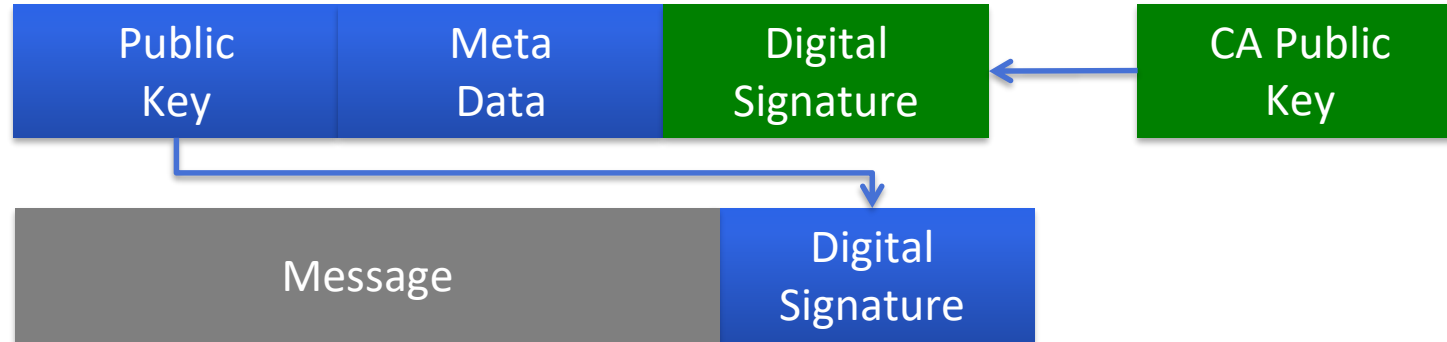 Public
Key
Meta
Data
Digital
Signature
CA Public
Key
Message
Digital
Signature